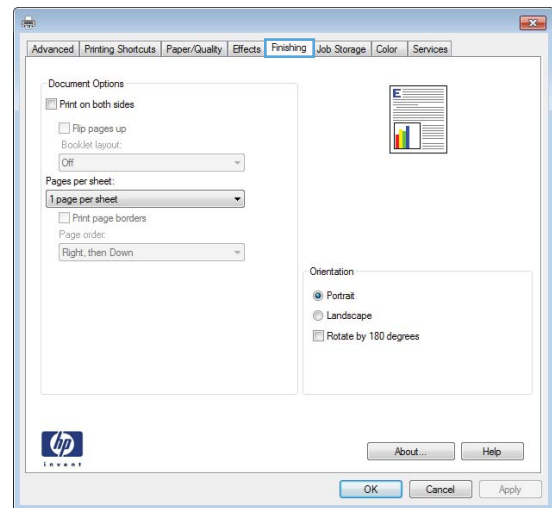 Advanced Printing Shortcuts Paper/Quality Effects Finishing Job Storage Color Services
Document Options
Print on both sides
Flip pages up
Booklet layout:
Off
Pages per sheet:
1 page per sheet
Print page borders
Page order:
Right, then Down
E
Orientation
Portrait
Landscape
Rotate by 180 degrees
hp
invent
About... Help
OK Cancel Apply